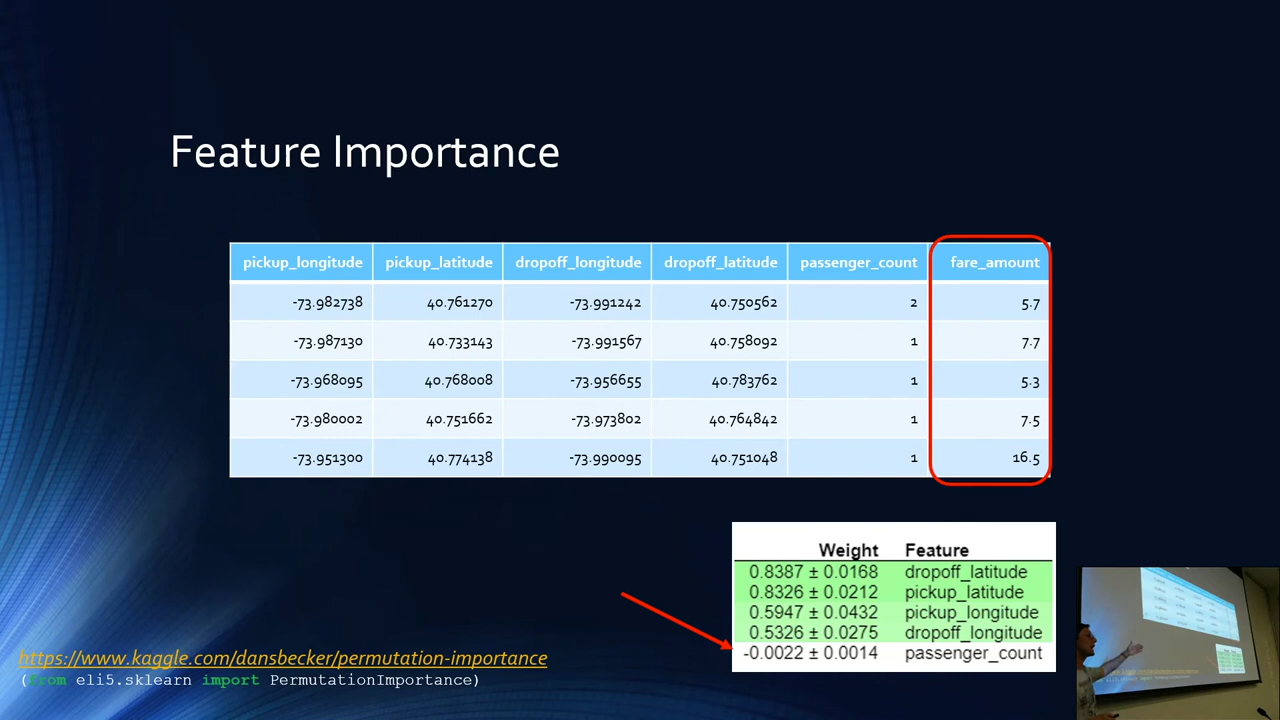 Feature Importance
pickup_longitude pickup_latitude dropoff_longitude dropoff_latitude passenger_count fare_amount
-73.982738 40.761270 -73.991242 40.750562 2 5.7
-73.987130 40.733143 -73.991567 40.758092 1 7.7
-73.968095 40.768008 -73.956655 40.783762 1 5.3
-73.980002 40.751662 -73.973802 40.764842 1 7.5
-73.951300 40.774138 -73.990095 40.751048 1 16.5
Weight Feature
0.8387 ± 0.0168 dropoff_latitude
0.8326 ± 0.0212 pickup_latitude
0.5947 ± 0.0432 pickup_longitude
0.5326 ± 0.0275 dropoff_longitude
-0.0022 ± 0.0014 passenger_count
https://www.kaggle.com/dansbecker/permutation-importance
(from eli5.sklearn import PermutationImportance)